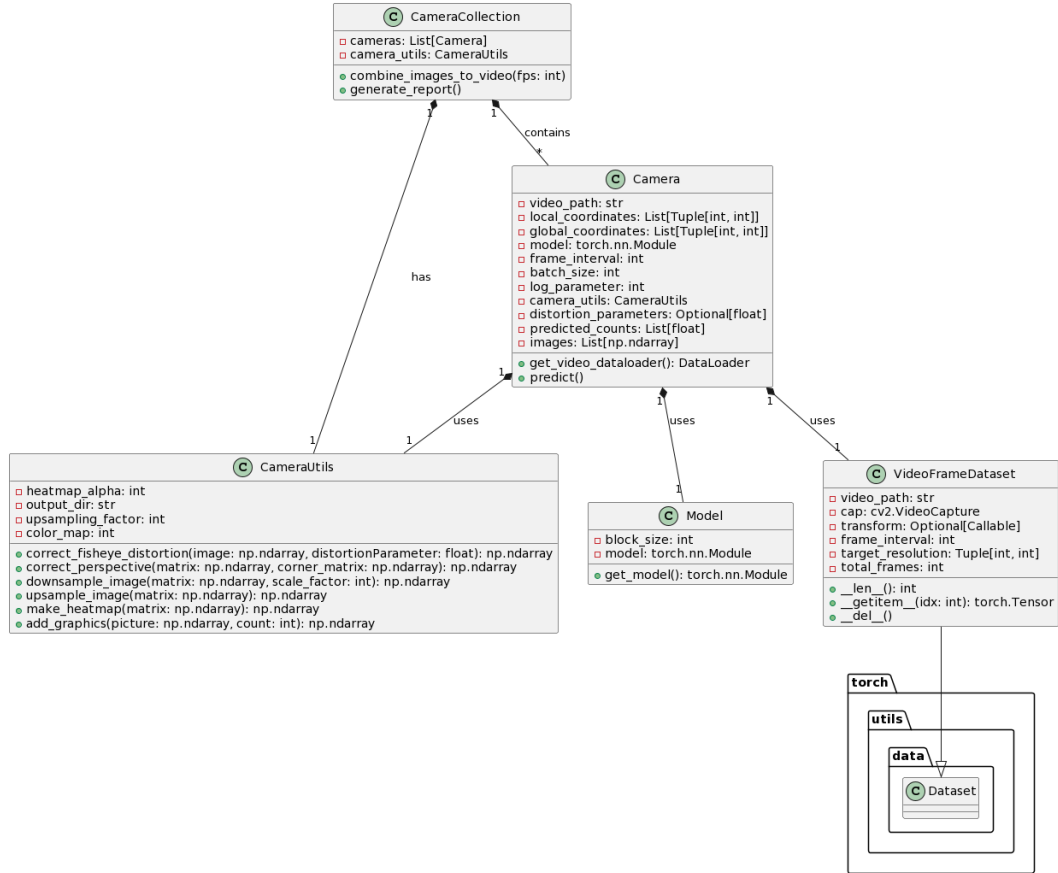 C CameraCollection
cameras: List[Camera]
camera_utils: CameraUtils
combine_images_to_video(fps: int)
generate_report()
1
1
contains
*
C Camera
video_path: str
local_coordinates: List[Tuple[int, int]]
global_coordinates: List[Tuple[int, int]]
model: torch.nn.Module
frame_interval: int
batch_size: int
log_parameter: int
camera_utils: CameraUtils
distortion_parameters: Optional[float]
predicted_counts: List[float]
images: List[np.ndarray]
get_video_dataloader(): DataLoader
predict()
has
1
1
1
uses
uses
uses
1
1
1
1
C CameraUtils
heatmap_alpha: int
output_dir: str
upsampling_factor: int
color_map: int
correct_fisheye_distortion(image: np.ndarray, distortionParameter: float): np.ndarray
correct_perspective(matrix: np.ndarray, corner_matrix: np.ndarray): np.ndarray
downsample_image(matrix: np.ndarray, scale_factor: int): np.ndarray
upsample_image(matrix: np.ndarray): np.ndarray
make_heatmap(matrix: np.ndarray): np.ndarray
add_graphics(picture: np.ndarray, count: int): np.ndarray
C Model
block_size: int
model: torch.nn.Module
get_model(): torch.nn.Module
C VideoFrameDataset
video_path: str
cap: cv2.VideoCapture
transform: Optional[Callable]
frame_interval: int
target_resolution: Tuple[int, int]
total_frames: int
__len__(): int
__getitem__(idx: int): torch.Tensor
__del__()
torch
utils
data
C Dataset